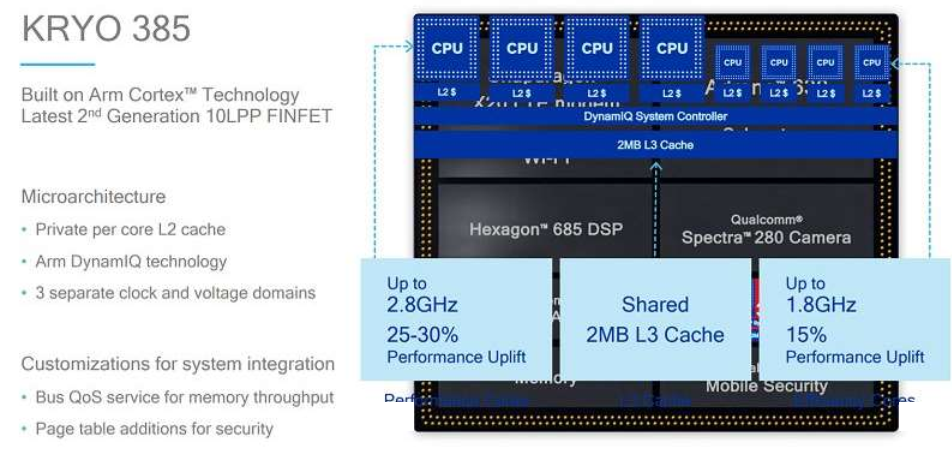 KRYO 385
Built on Arm Cortex™ Technology
Latest 2nd Generation 10LPP FINFET
Microarchitecture
• Private per core L2 cache
• Arm DynamIQ technology
• 3 separate clock and voltage domains
Customizations for system integration
• Bus QoS service for memory throughput
• Page table additions for security
CPU CPU CPU CPU CPU CPU CPU CPU
L2 $ L2 $ L2 $ L2 $ L2 $ L2 $ L2 $ L2 $
DynamIQ System Controller
2MB L3 Cache
Wi-Fi
Hexagon™ 685 DSP
Qualcomm®
Spectra™ 280 Camera
Up to
2.8GHz
25-30%
Performance Uplift
Shared
2MB L3 Cache
Up to
1.8GHz
15%
Performance Uplift
Memory
Mobile Security